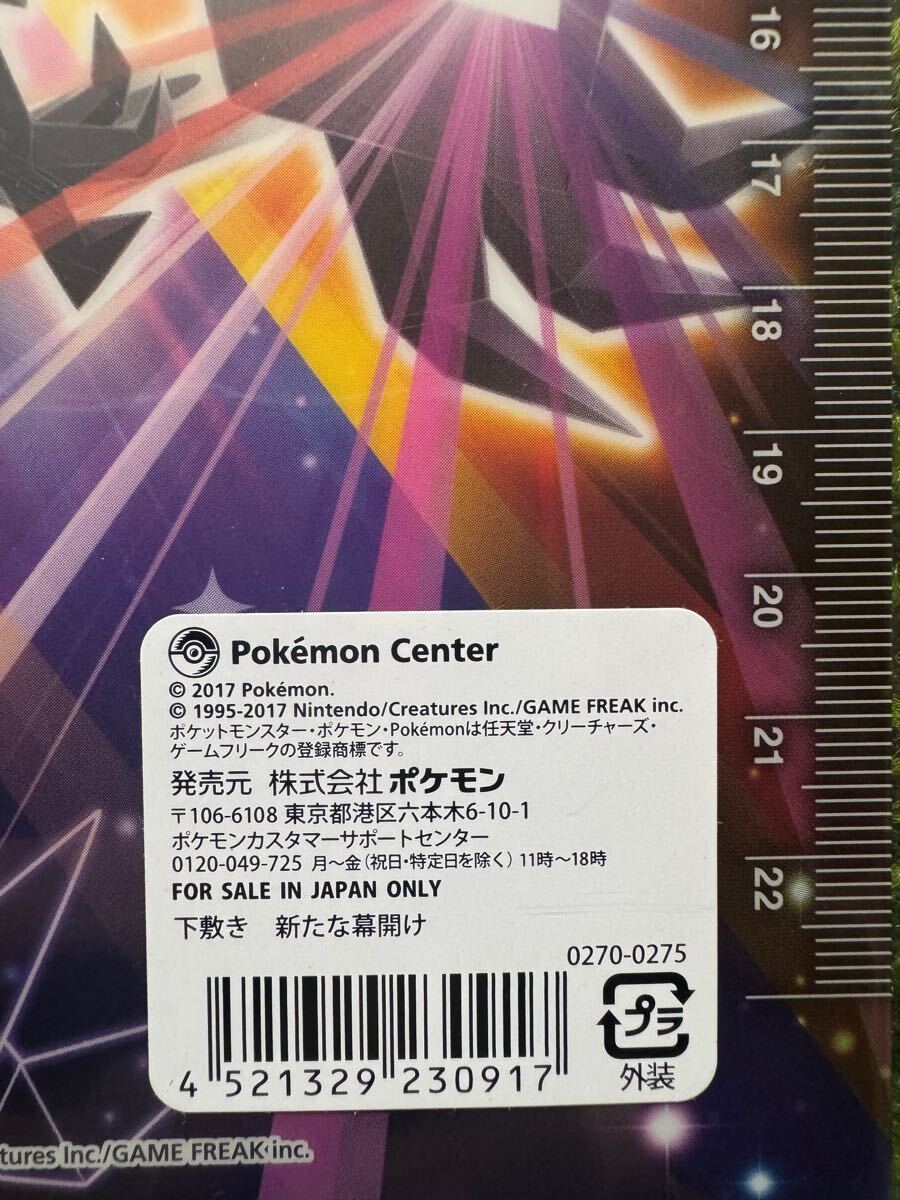 16
17
18
19
20
21
22
Pokémon Center
© 2017 Pokémon.
© 1995-2017 Nintendo/Creatures Inc./GAME FREAK inc.
ポケットモンスター・ポケモン・Pokémonは任天堂・クリーチャーズ・
ゲームフリークの登録商標です。
発売元 株式会社 ポケモン
〒106-6108 東京都港区六本木6-10-1
ポケモンカスタマーサポートセンター
0120-049-725 月～金（祝日・特定日を除く）11時～18時
FOR SALE IN JAPAN ONLY
下敷き 新たな幕開け
0270-0275
プラ
外装
4 521329 230917
tures Inc./GAME FREAK inc.